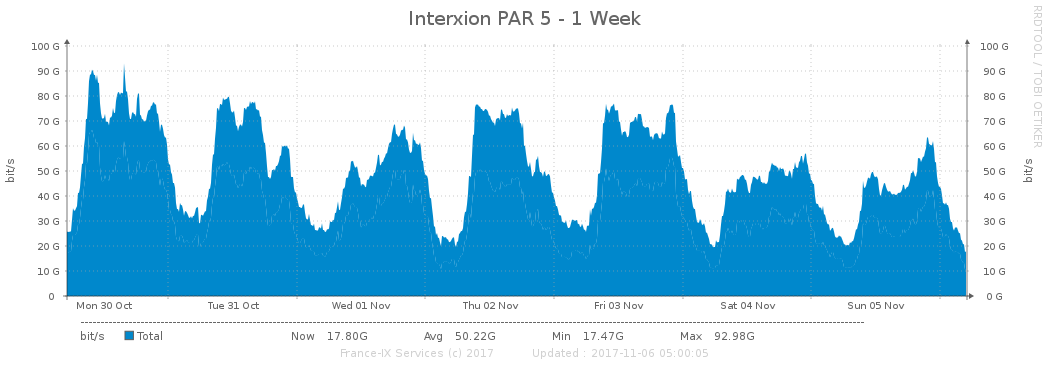 Interxion PAR 5 - 1 Week
RRDTOOL / TOBI OETIKER
bit/s
bit/s
100 G 100 G
90 G 90 G
80 G 80 G
70 G 70 G
60 G 60 G
50 G 50 G
40 G 40 G
30 G 30 G
20 G 20 G
10 G 10 G
0 0 G
Mon 30 Oct Tue 31 Oct Wed 01 Nov Thu 02 Nov Fri 03 Nov Sat 04 Nov Sun 05 Nov
bit/s Total Now 17.80G Avg 50.22G Min 17.47G Max 92.98G
France-IX Services (c) 2017 Updated : 2017-11-06 05:00:05